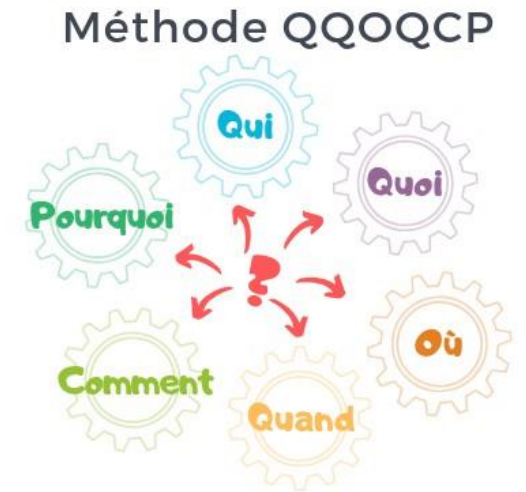 Méthode QQOQCP
Qui
Quoi
Où
Quand
Comment
Pourquoi
?